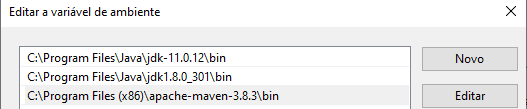 Editar a variável de ambiente
C:\Program Files\Java\jdk-11.0.12\bin
Novo
C:\Program Files\Java\jdk1.8.0_301\bin
C:\Program Files (x86)\apache-maven-3.8.3\bin
Editar